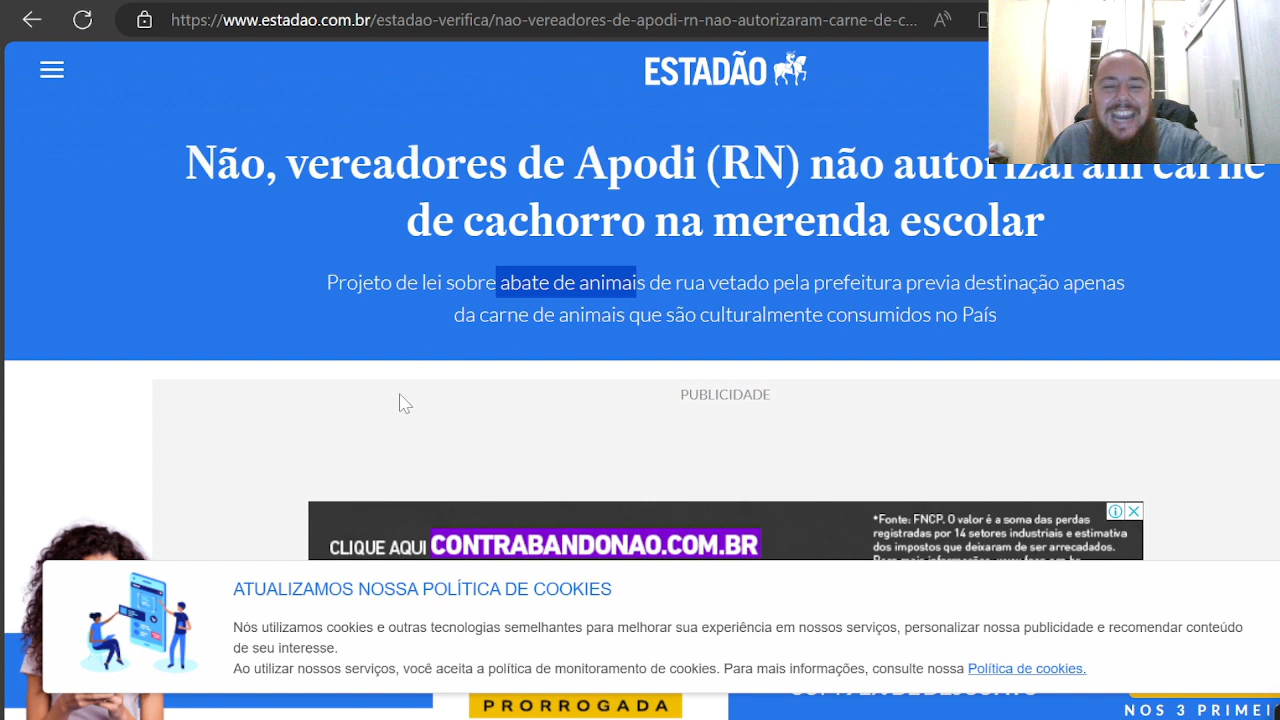 https://www.estadao.com.br/estadao-verifica/nao-vereadores-de-apodi-rn-nao-autorizaram-carne-de-c...
ESTADÃO
Não, vereadores de Apodi (RN) não autorizaram carne
de cachorro na merenda escolar
Projeto de lei sobre abate de animais de rua vetado pela prefeitura previa destinação apenas
da carne de animais que são culturalmente consumidos no País
PUBLICIDADE
CLIQUE AQUI CONTRABANDONAO.COM.BR
*Fonte: FNCP. O valor é a soma das perdas
registradas por 14 setores industriais e estimativa
dos impostos que deixaram de ser arrecadados.
ATUALIZAMOS NOSSA POLÍTICA DE COOKIES
Nós utilizamos cookies e outras tecnologias semelhantes para melhorar sua experiência em nossos serviços, personalizar nossa publicidade e recomendar conteúdo
de seu interesse.
Ao utilizar nossos serviços, você aceita a política de monitoramento de cookies. Para mais informações, consulte nossa Política de cookies.
PRORROGADA
NOS 3 PRIMEI